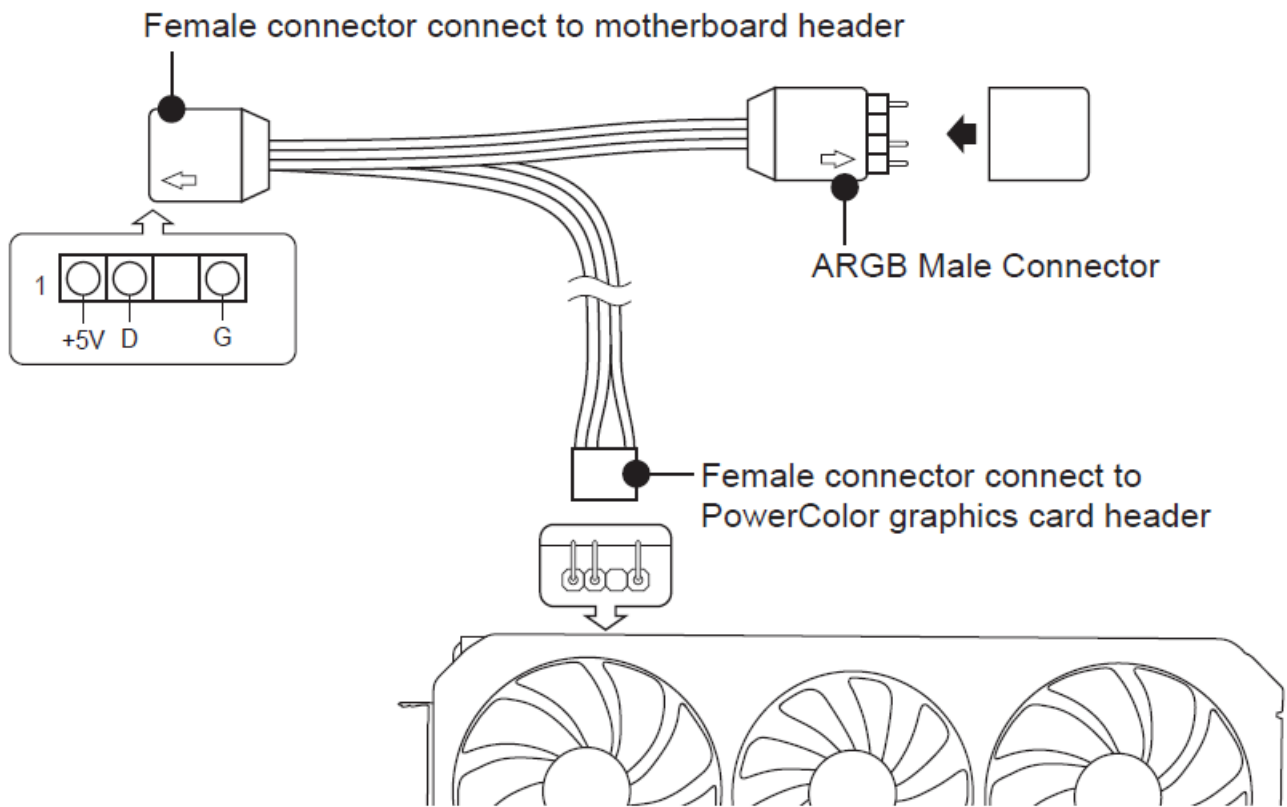 Female connector connect to motherboard header
ARGB Male Connector
1
+5V D G
Female connector connect to
PowerColor graphics card header